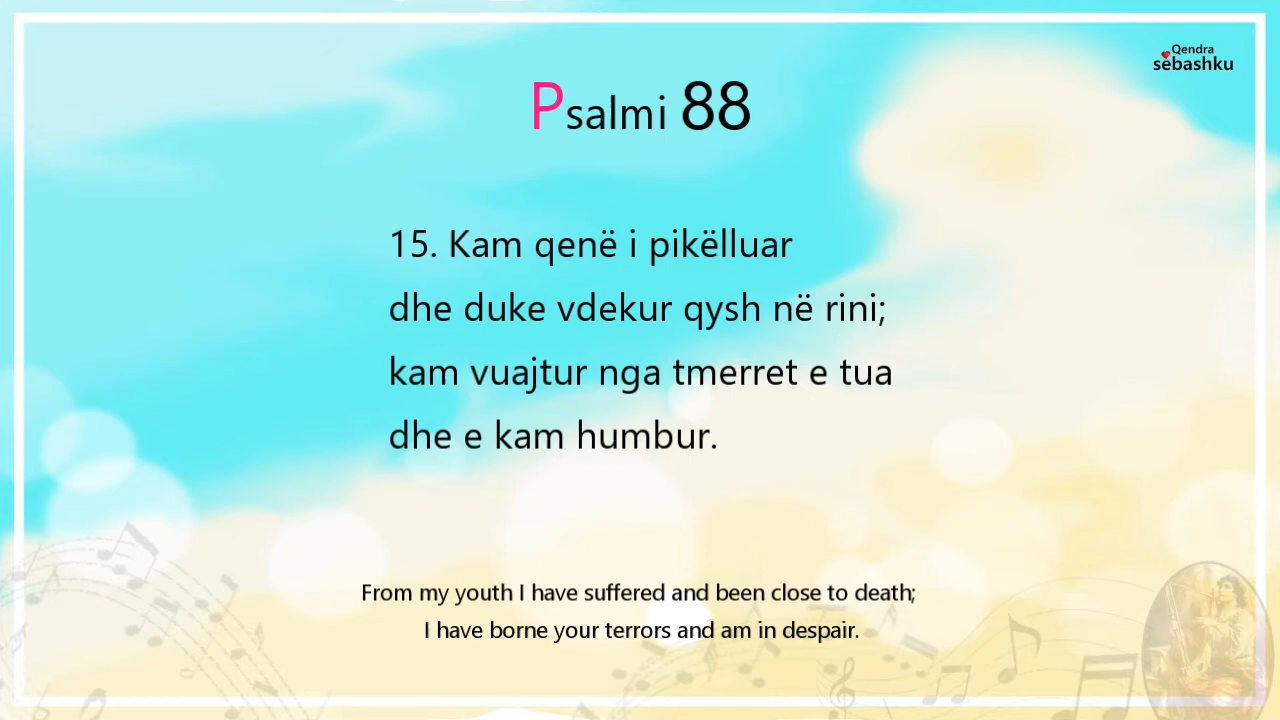 Qendra
sëbashku
Psalmi 88
15. Kam qenë i pikëlluar
dhe duke vdekur qysh në rini;
kam vuajtur nga tmerret e tua
dhe e kam humbur.
From my youth I have suffered and been close to death;
I have borne your terrors and am in despair.